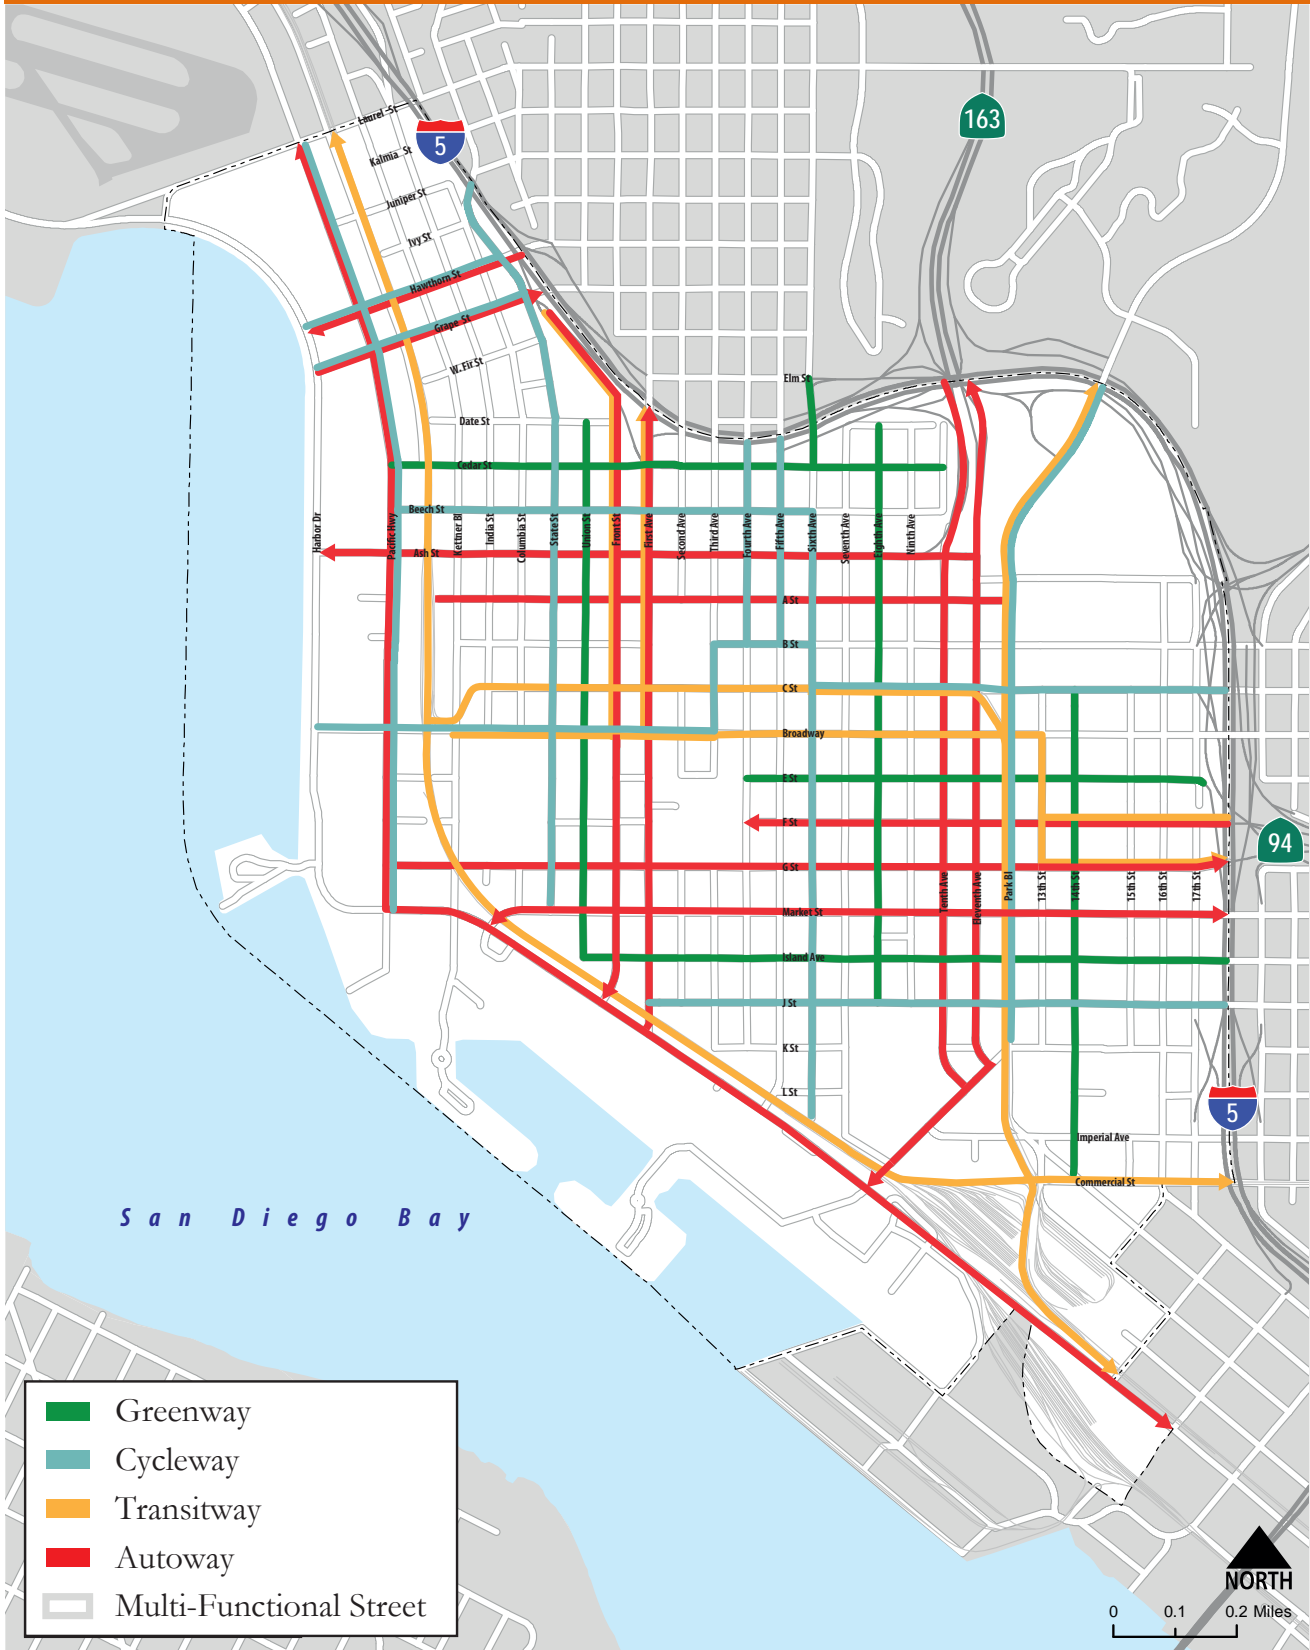 163
Laurel St
5
Kalmia St
Juniper St
Ivy St
Hawthorn St
Grape St
W. Fir St
Elm St
Date St
Cedar St
Beech St
Harbor Dr
Pacific Hwy
Kettner Bl
India St
Columbia St
State St
Union St
Front St
First Ave
Second Ave
Third Ave
Fourth Ave
Fifth Ave
Sixth Ave
Seventh Ave
Eighth Ave
Ninth Ave
Ash St
A St
B St
C St
Broadway
E St
F St
94
G St
Tenth Ave
Eleventh Ave
Park Bl
13th St
14th St
15th St
16th St
17th St
Market St
Island Ave
J St
K St
L St
5
Imperial Ave
Commercial St
San Diego Bay
Greenway
Cycleway
Transitway
Autoway
Multi-Functional Street
NORTH
0 0.1 0.2 Miles